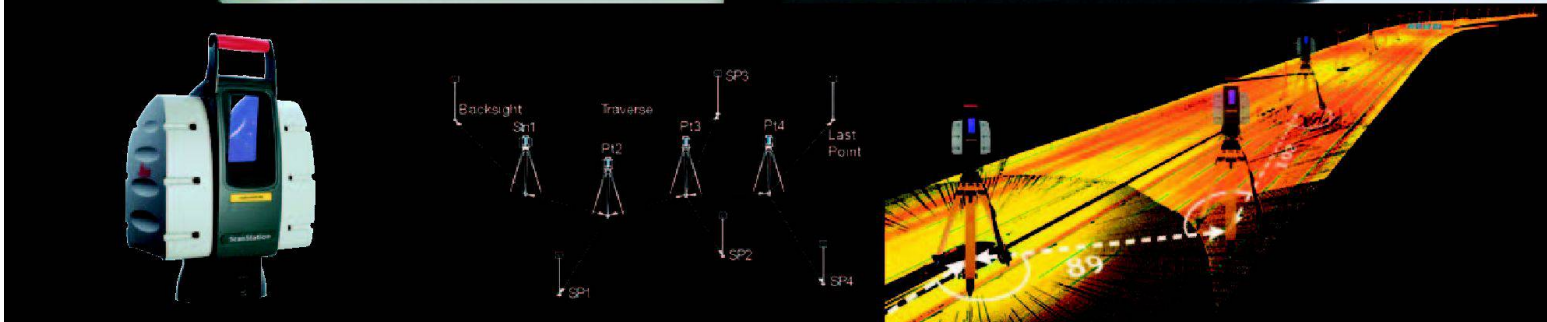 ScanStation
Backsight
Stn1
Traverse
Pt2
Pt3
SP3
Pt4
Last
Point
SP1
SP2
SP4
89